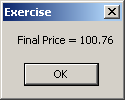 Exercise
Final Price = 100.76
OK